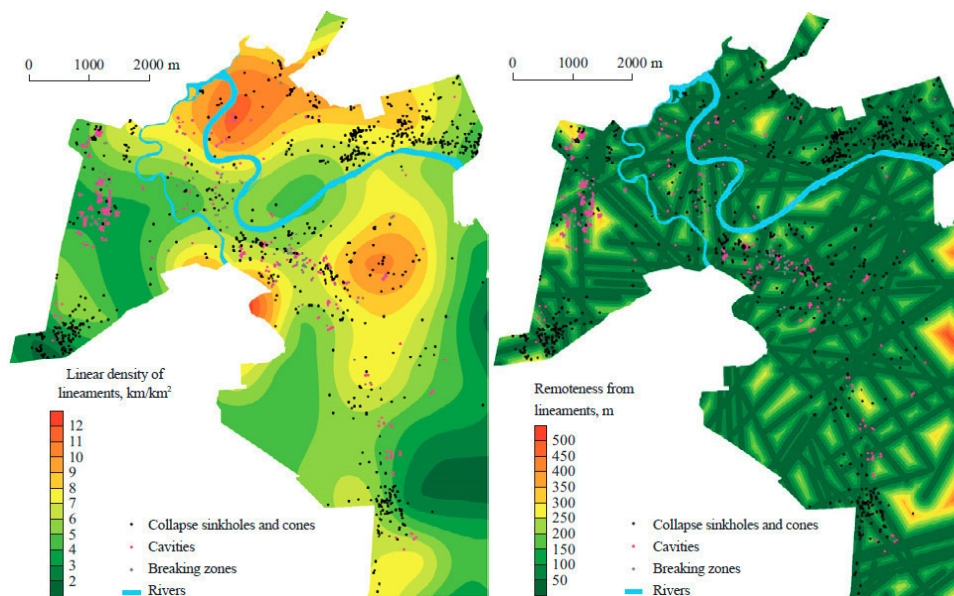 0 1000 2000 m
Linear density of
lineaments, km/km²
12
11
10
9
8
7
6
5
4
3
2
Collapse sinkholes and cones
Cavities
Breaking zones
Rivers
0 1000 2000 m
Remoteness from
lineaments, m
500
450
400
350
300
250
200
150
100
50
Collapse sinkholes and cones
Cavities
Breaking zones
Rivers